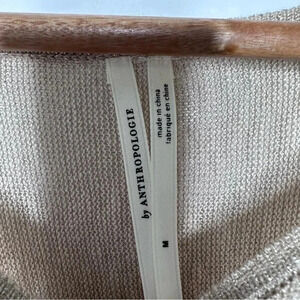 by ANTHROPOLOGIE
made in china
fabriqué en chine
M